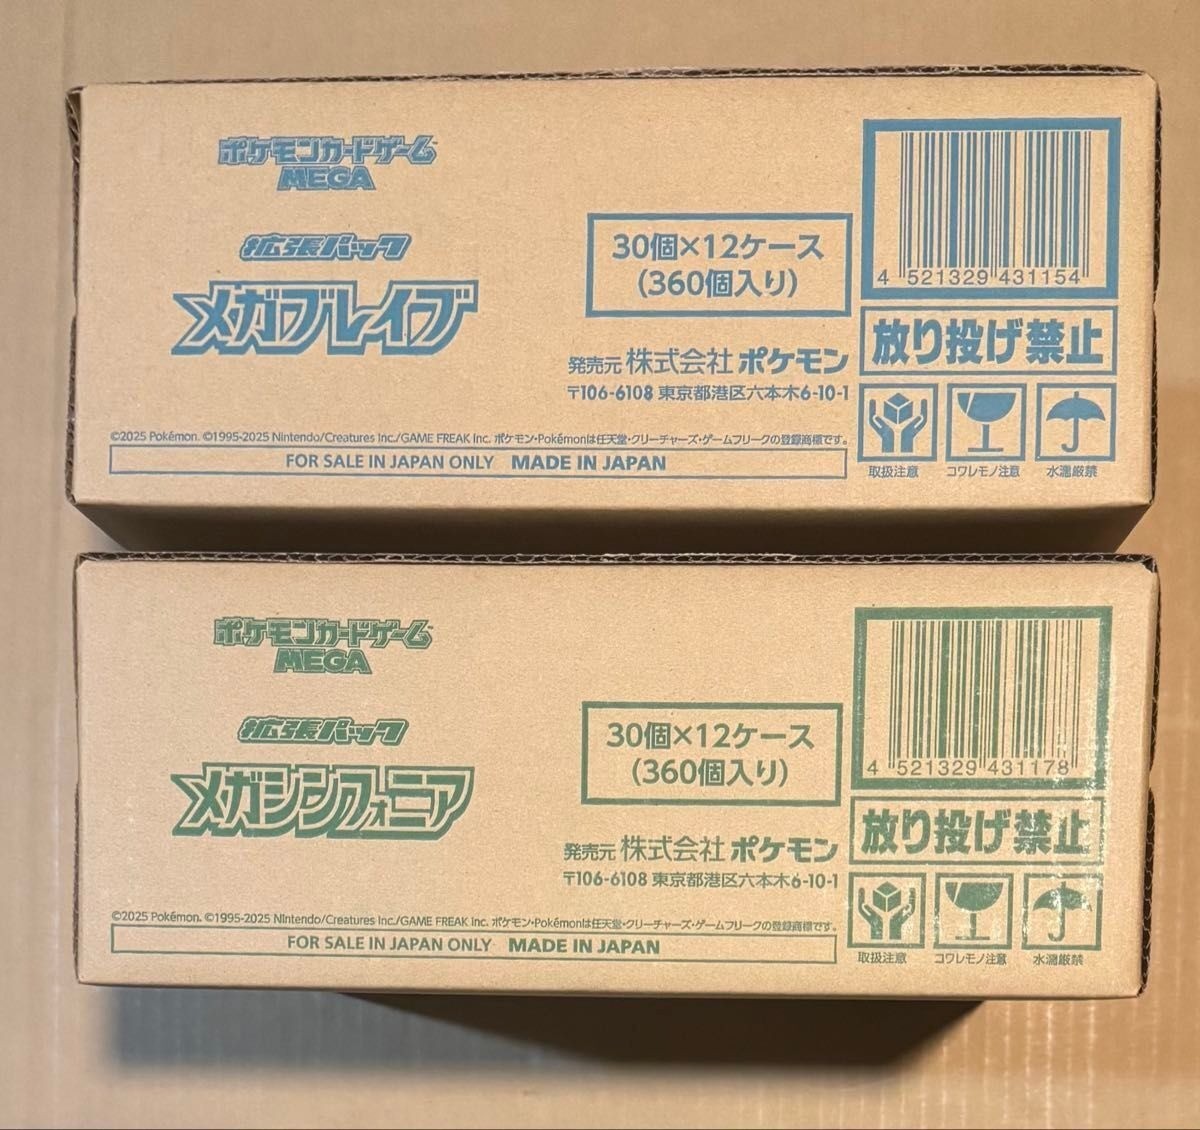 ポケモンカードゲーム
MEGA
拡張パック
メガブレイブ
30個×12ケース
(360個入り)
発売元 株式会社 ポケモン
〒106-6108 東京都港区六本木6-10-1
©2025 Pokémon. ©1995-2025 Nintendo/Creatures Inc./GAME FREAK inc. ポケモン・Pokémonは任天堂・クリーチャーズ・ゲームフリークの登録商標です。
FOR SALE IN JAPAN ONLY MADE IN JAPAN
4 521329 431154
放り投げ禁止
取扱注意 コワレモノ注意 水濡厳禁
ポケモンカードゲーム
MEGA
拡張パック
メガシンフォニア
30個×12ケース
(360個入り)
発売元 株式会社 ポケモン
〒106-6108 東京都港区六本木6-10-1
©2025 Pokémon. ©1995-2025 Nintendo/Creatures Inc./GAME FREAK inc. ポケモン・Pokémonは任天堂・クリーチャーズ・ゲームフリークの登録商標です。
FOR SALE IN JAPAN ONLY MADE IN JAPAN
4 521329 431178
放り投げ禁止
取扱注意 コワレモノ注意 水濡厳禁